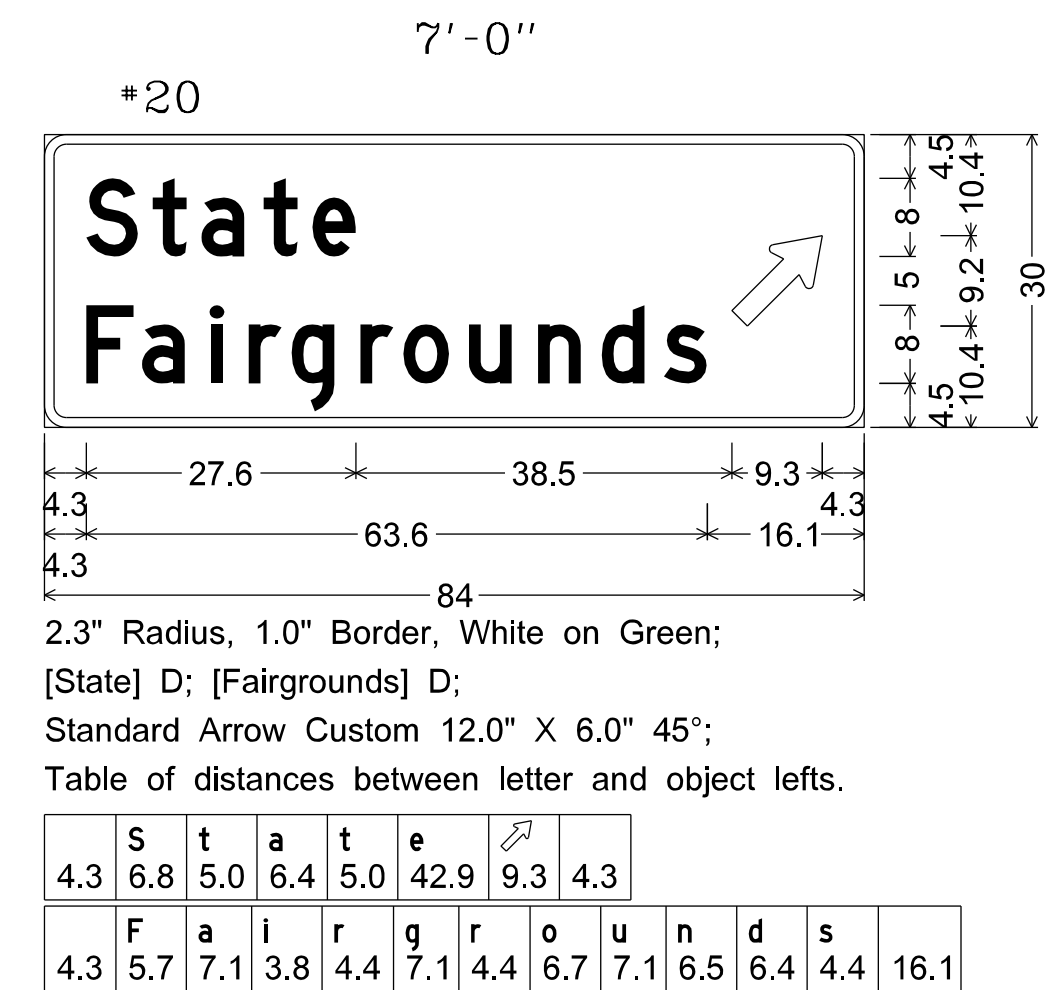 7'-0"
#20
State
Fairgrounds
4.5 8 5 8 4.5
10.4 9.2 10.4
30
27.6 38.5 9.3
4.3 4.3
63.6 16.1
4.3
84
2.3" Radius, 1.0" Border, White on Green;
[State] D; [Fairgrounds] D;
Standard Arrow Custom 12.0" X 6.0" 45°;
Table of distances between letter and object lefts.
S t a t e
4.3 6.8 5.0 6.4 5.0 42.9 9.3 4.3
F a i r g r o u n d s
4.3 5.7 7.1 3.8 4.4 7.1 4.4 6.7 7.1 6.5 6.4 4.4 16.1